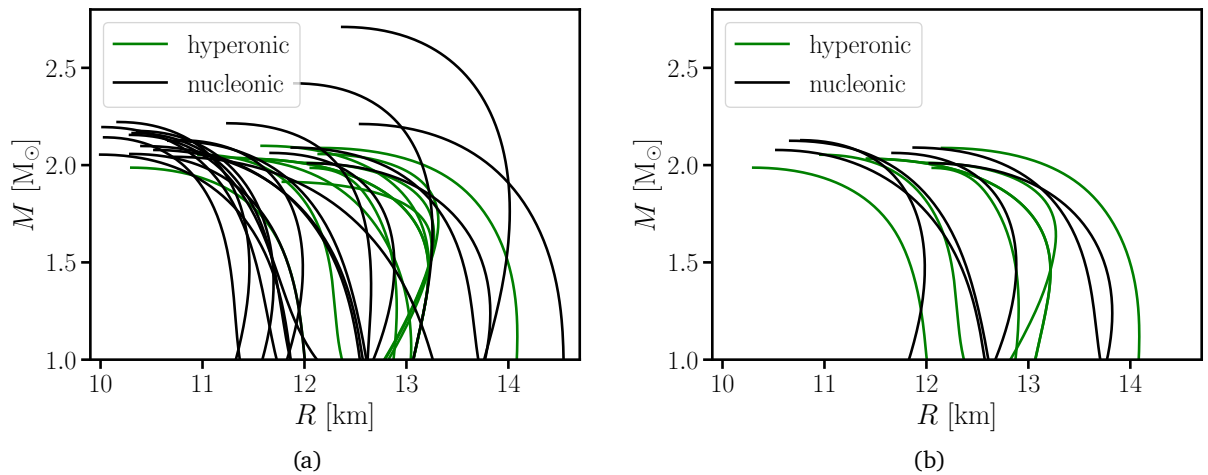 hyperonic
nucleonic
2.5
2.0
1.5
1.0
M [M⊙]
10 11 12 13 14
R [km]
(a)
hyperonic
nucleonic
2.5
2.0
1.5
1.0
M [M⊙]
10 11 12 13 14
R [km]
(b)